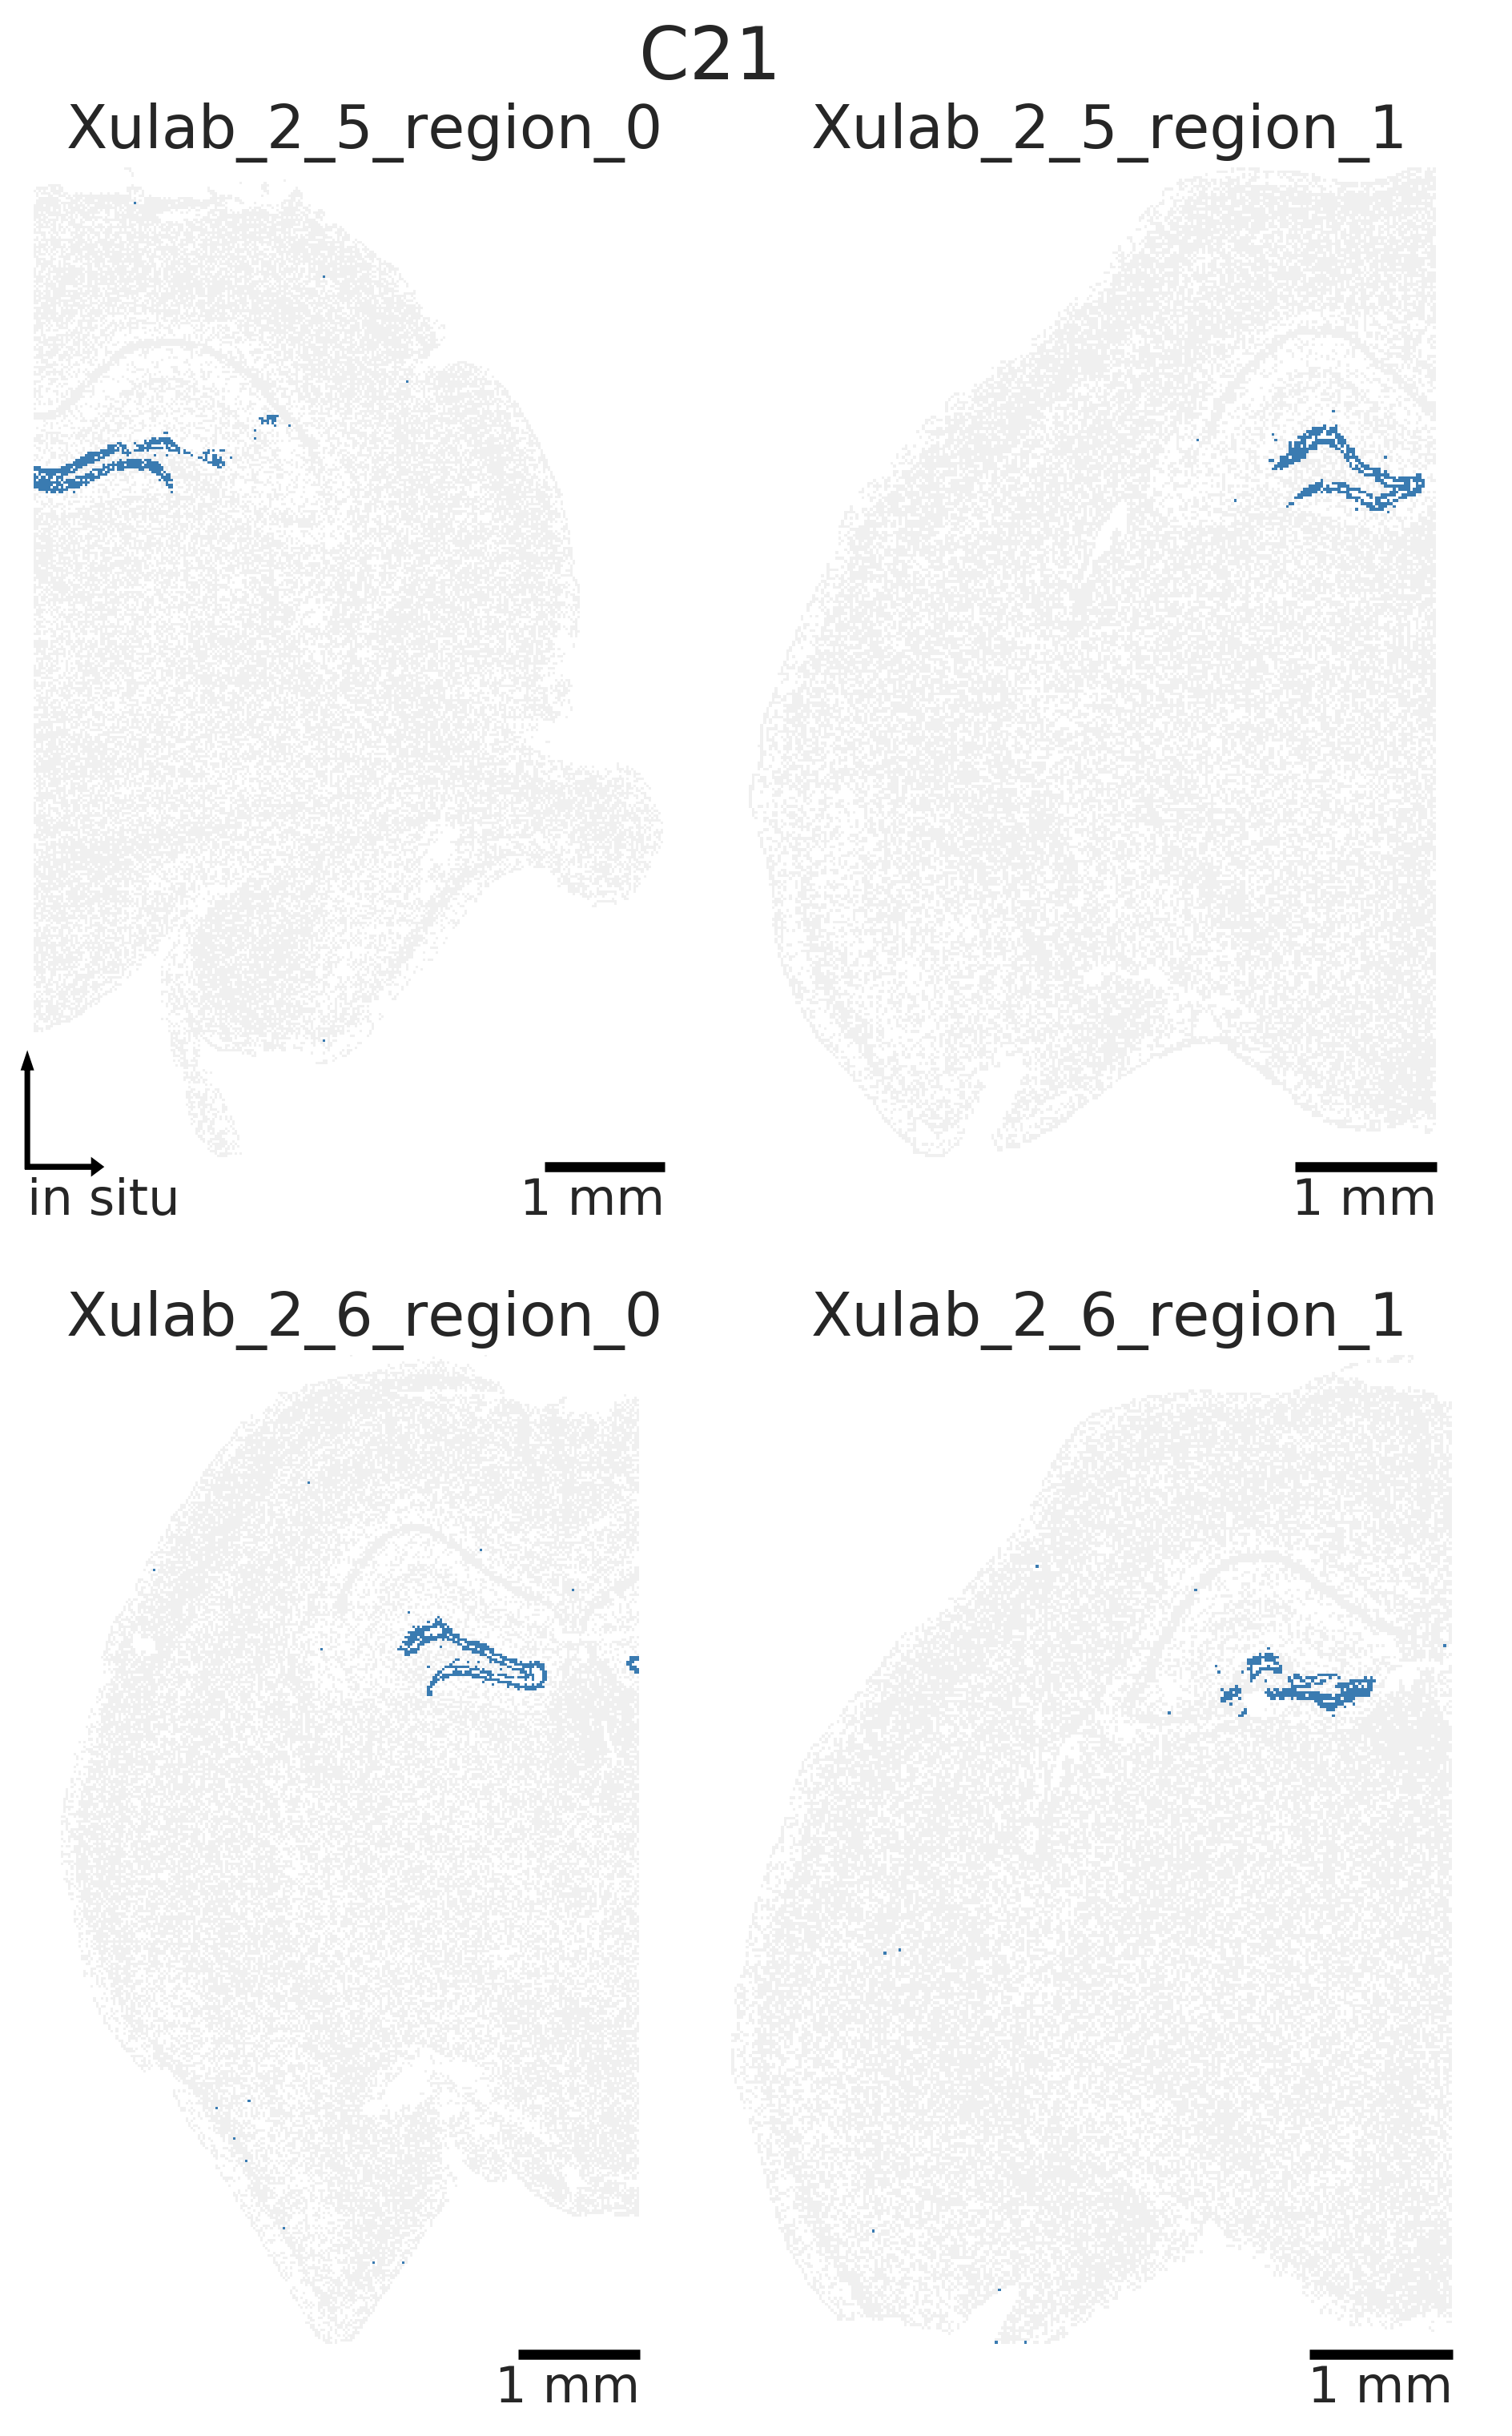 C21
Xulab_2_5_region_0
Xulab_2_5_region_1
in situ
1 mm
1 mm
Xulab_2_6_region_0
Xulab_2_6_region_1
1 mm
1 mm